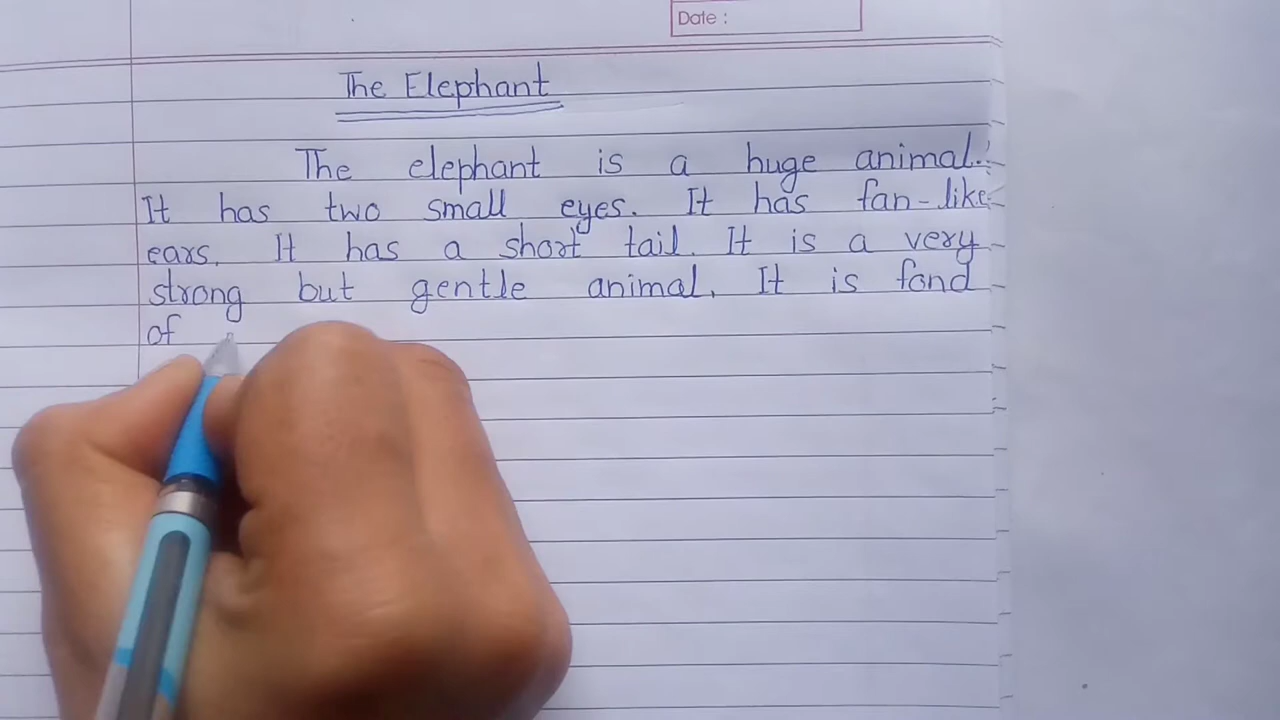 Date :
The Elephant
The elephant is a huge animal.
It has two small eyes. It has fan-like
ears. It has a short tail. It is a very
strong but gentle animal. It is fond
of